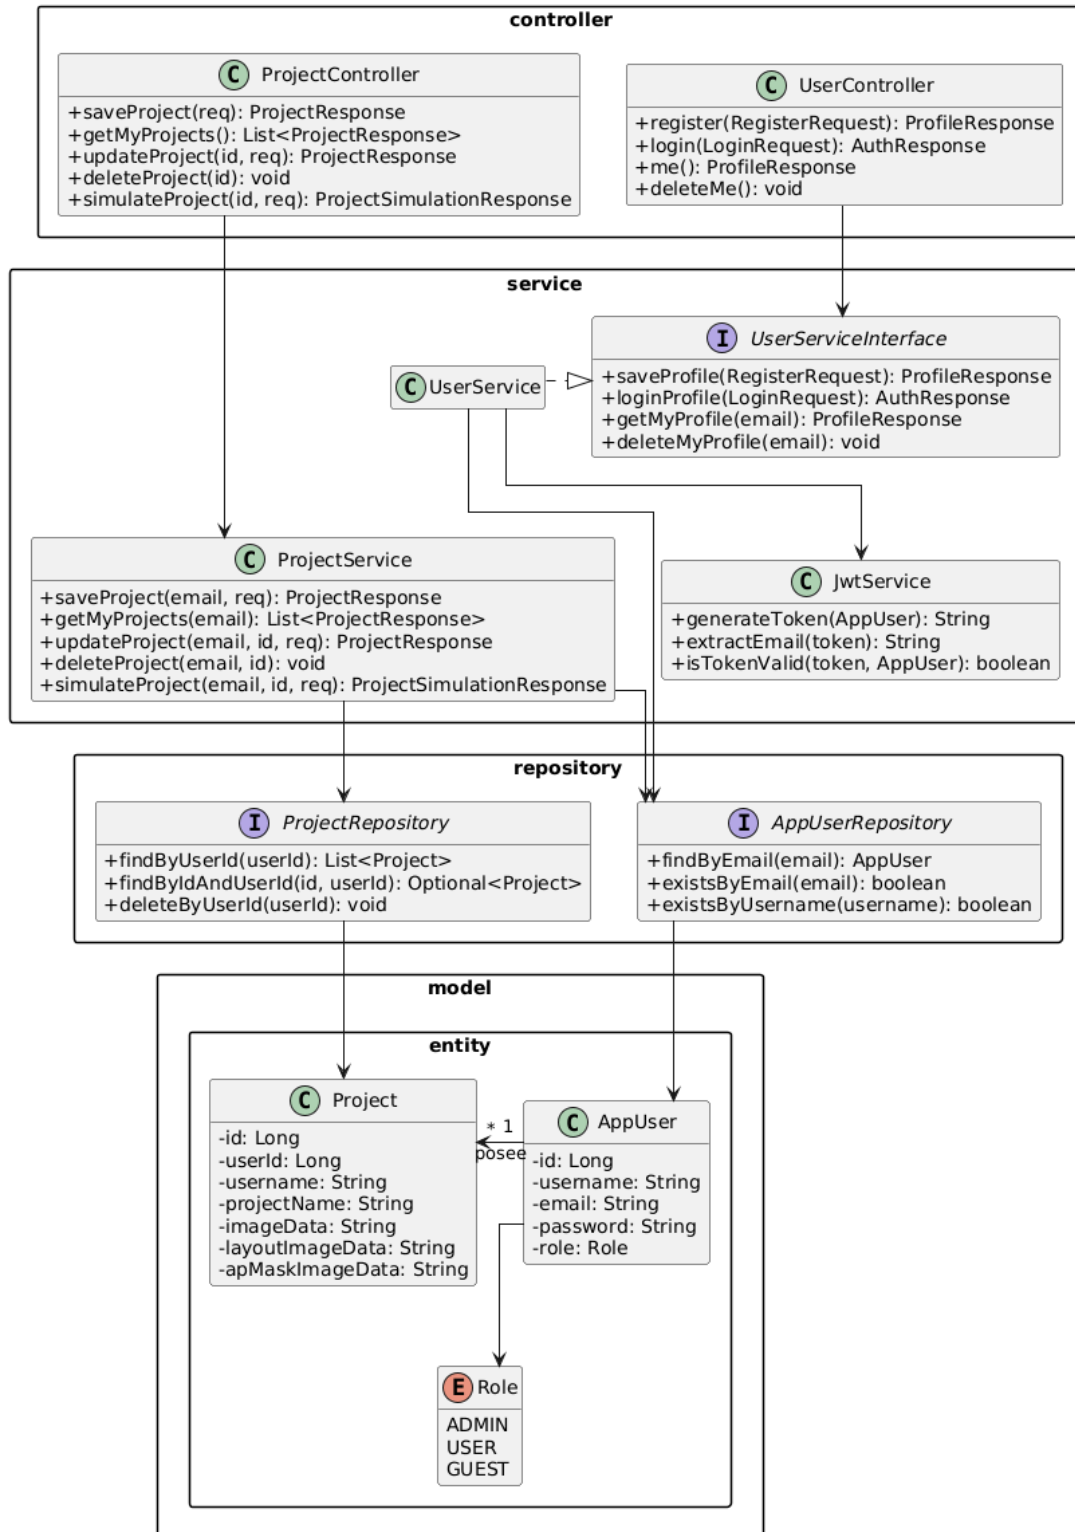 controller
C ProjectController
+saveProject(req): ProjectResponse
+getMyProjects(): List<ProjectResponse>
+updateProject(id, req): ProjectResponse
+deleteProject(id): void
+simulateProject(id, req): ProjectSimulationResponse
C UserController
+register(RegisterRequest): ProfileResponse
+login(LoginRequest): AuthResponse
+me(): ProfileResponse
+deleteMe(): void
service
I UserServiceInterface
+saveProfile(RegisterRequest): ProfileResponse
+loginProfile(LoginRequest): AuthResponse
+getMyProfile(email): ProfileResponse
+deleteMyProfile(email): void
C UserService
C ProjectService
+saveProject(email, req): ProjectResponse
+getMyProjects(email): List<ProjectResponse>
+updateProject(email, id, req): ProjectResponse
+deleteProject(email, id): void
+simulateProject(email, id, req): ProjectSimulationResponse
C JwtService
+generateToken(AppUser): String
+extractEmail(token): String
+isTokenValid(token, AppUser): boolean
repository
I ProjectRepository
+findByUserId(userId): List<Project>
+findByIdAndUserId(id, userId): Optional<Project>
+deleteByUserId(userId): void
I AppUserRepository
+findByEmail(email): AppUser
+existsByEmail(email): boolean
+existsByUsername(username): boolean
model
entity
C Project
-id: Long
-userId: Long
-username: String
-projectName: String
-imageData: String
-layoutImageData: String
-apMaskImageData: String
* 1
posee
C AppUser
-id: Long
-username: String
-email: String
-password: String
-role: Role
E Role
ADMIN
USER
GUEST